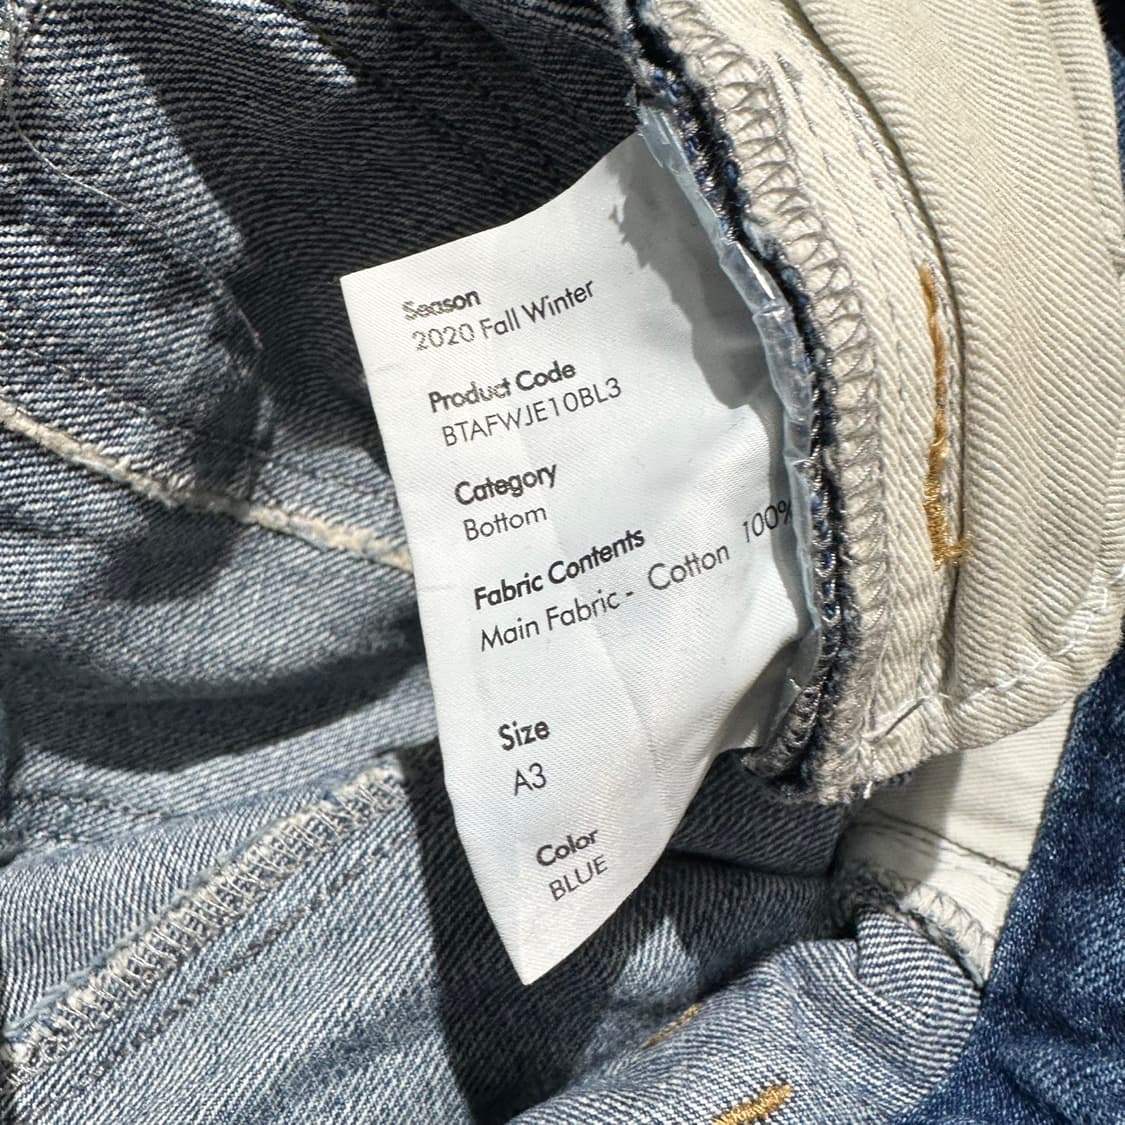 Season
2020 Fall Winter
Product Code
BTAFWJE10BL3
Category
Bottom
Fabric Contents
Main Fabric - Cotton 100%
Size
A3
Color
BLUE